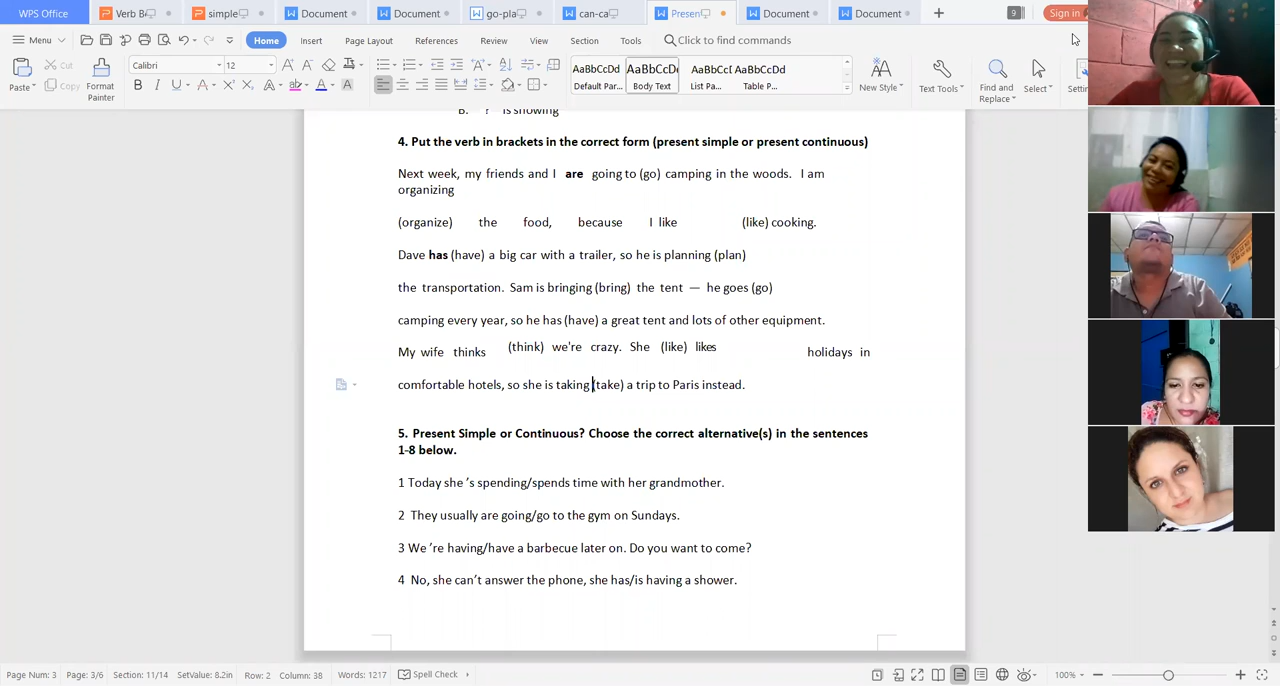 WPS Office
Verb B
simple
Document
Document
go-pla
can-ca
Presen
Document
Document
9
Sign in
Menu
Home
Insert
Page Layout
References
Review
View
Section
Tools
Click to find commands
Paste
Cut
Copy
Format Painter
Calibri
12
B I U A X² X₂ A ab A A
AaBbCcDd
AaBbCcDd
AaBbCc
AaBbCcDd
Default Par...
Body Text
List Pa...
Table P...
New Style
Text Tools
Find and Replace
Select
Settin
B. "?" is showing
4. Put the verb in brackets in the correct form (present simple or present continuous)
Next week, my friends and I are going to (go) camping in the woods. I am
organizing
(organize) the food, because I like (like) cooking.
Dave has (have) a big car with a trailer, so he is planning (plan)
the transportation. Sam is bringing (bring) the tent — he goes (go)
camping every year, so he has (have) a great tent and lots of other equipment.
My wife thinks (think) we're crazy. She (like) likes holidays in
comfortable hotels, so she is taking (take) a trip to Paris instead.
5. Present Simple or Continuous? Choose the correct alternative(s) in the sentences
1-8 below.
1 Today she 's spending/spends time with her grandmother.
2 They usually are going/go to the gym on Sundays.
3 We 're having/have a barbecue later on. Do you want to come?
4 No, she can't answer the phone, she has/is having a shower.
Page Num: 3
Page: 3/6
Section: 11/14
SetValue: 8.2in
Row: 2
Column: 38
Words: 1217
Spell Check
100%